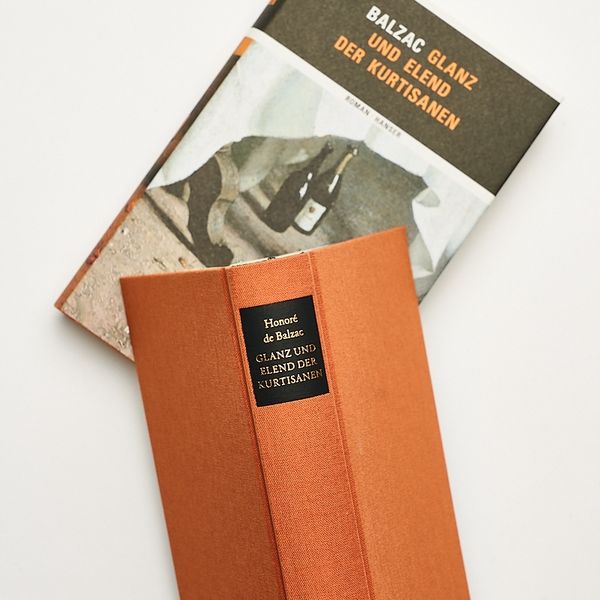 BALZAC GLANZ
UND ELEND
DER KURTISANEN
ROMAN HANSER
Honoré
de Balzac
GLANZ UND
ELEND DER
KURTISANEN